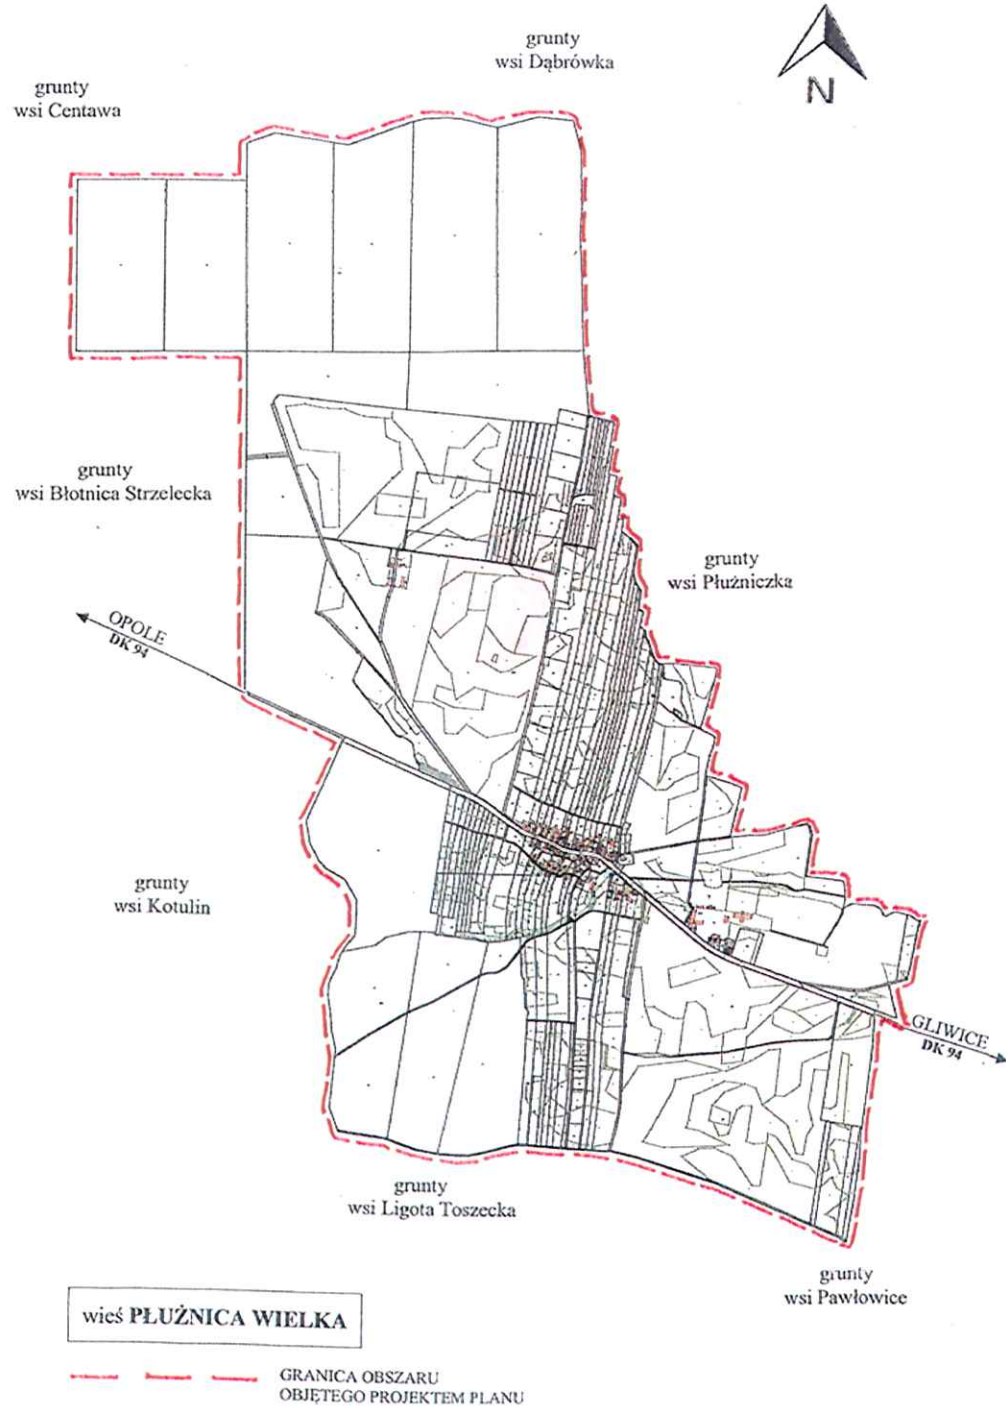 grunty
wsi Dąbrówka
N
grunty
wsi Centawa
grunty
wsi Błotnica Strzelecka
grunty
wsi Płużniczka
OPOLE
DK 94
grunty
wsi Kotulin
GLIWICE
DK 94
grunty
wsi Ligota Toszecka
grunty
wsi Pawłowice
wieś PŁUŻNICA WIELKA
GRANICA OBSZARU
OBJĘTEGO PROJEKTEM PLANU